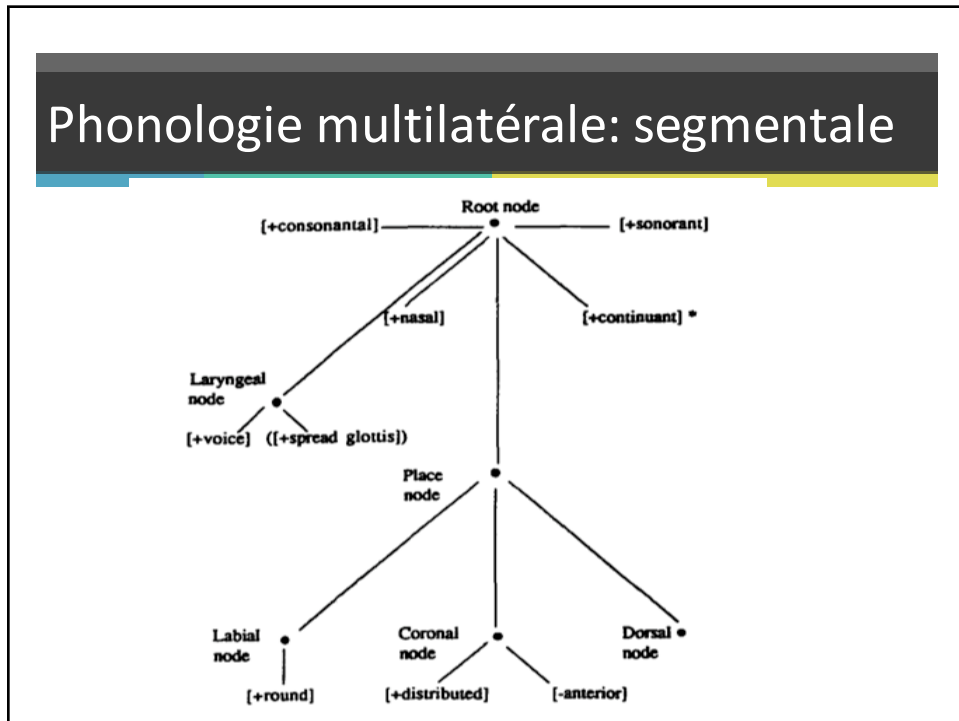 Phonologie multilatérale: segmentale
Root node
[+consonantal]
[+sonorant]
[+nasal]
[+continuant] *
Laryngeal
node
[+voice] ([+spread glottis])
Place
node
Labial
node
Coronal
node
Dorsal
node
[+round]
[+distributed]
[-anterior]